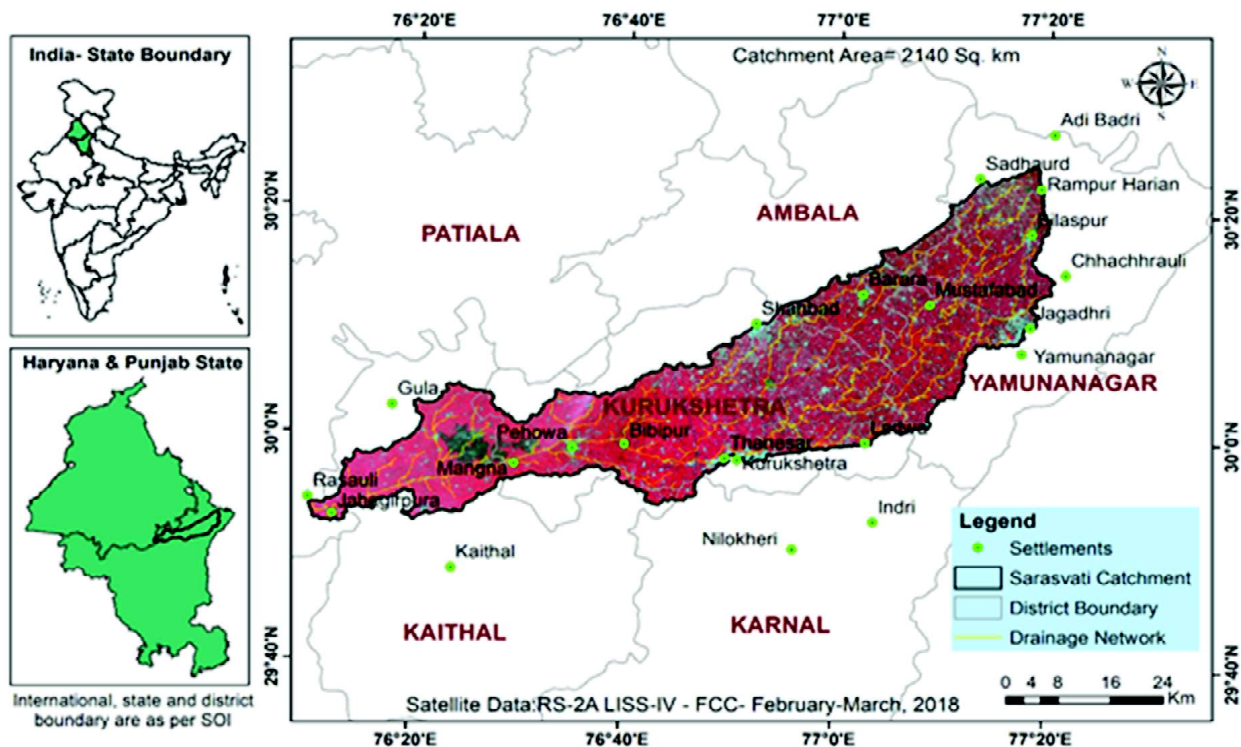 India- State Boundary
Haryana & Punjab State
International, state and district
boundary are as per SOI
76°20'E 76°40'E 77°0'E 77°20'E
Catchment Area= 2140 Sq. km
N
W E
S
Adi Badri
Sadhaurd
Rampur Harian
30°20'N
30°20'N
AMBALA
Bilaspur
PATIALA
Chhachhrauli
Barara
Mustafabad
Shahbad
Jagadhri
Yamunanagar
YAMUNANAGAR
Gula
KURUKSHETRA
30°0'N
30°0'N
Pehowa
Bibipur
Ladwa
Thanesar
Kurukshetra
Mangna
Rasauli
Jahagirpura
Indri
Nilokheri
Kaithal
KAITHAL
KARNAL
Legend
Settlements
Sarasvati Catchment
District Boundary
Drainage Network
29°40'N
29°40'N
0 4 8 16 24
Km
Satellite Data:RS-2A LISS-IV - FCC- February-March, 2018
76°20'E 76°40'E 77°0'E 77°20'E